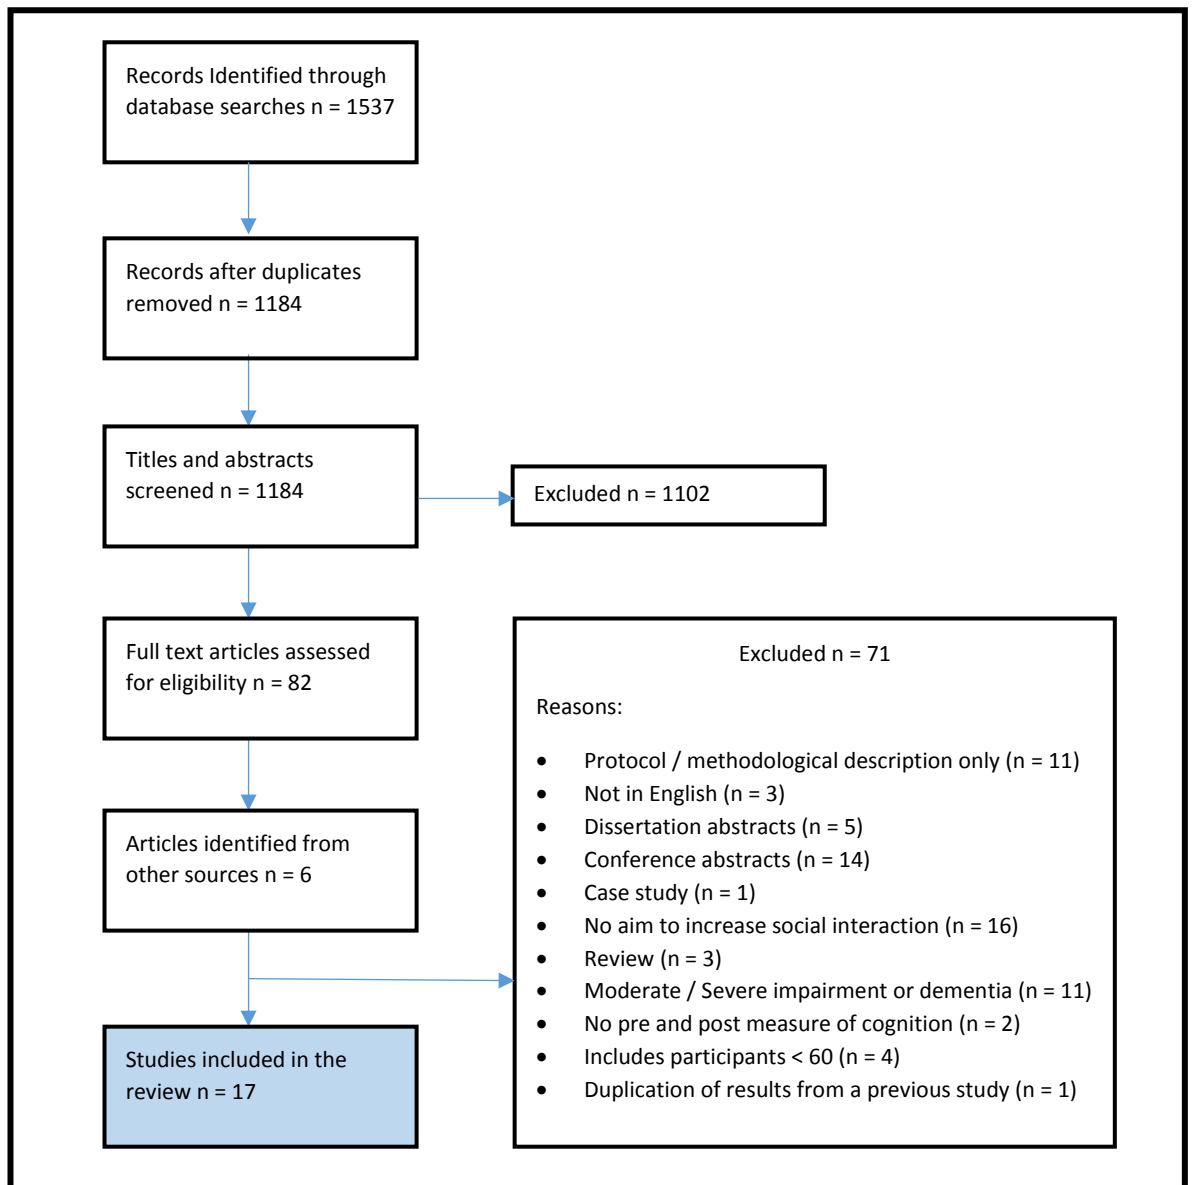 Records Identified through
database searches n = 1537
Records after duplicates
removed n = 1184
Titles and abstracts
screened n = 1184
Excluded n = 1102
Full text articles assessed
for eligibility n = 82
Articles identified from
other sources n = 6
Excluded n = 71
Reasons:
• Protocol / methodological description only (n = 11)
• Not in English (n = 3)
• Dissertation abstracts (n = 5)
• Conference abstracts (n = 14)
• Case study (n = 1)
• No aim to increase social interaction (n = 16)
• Review (n = 3)
• Moderate / Severe impairment or dementia (n = 11)
• No pre and post measure of cognition (n = 2)
• Includes participants < 60 (n = 4)
• Duplication of results from a previous study (n = 1)
Studies included in the
review n = 17